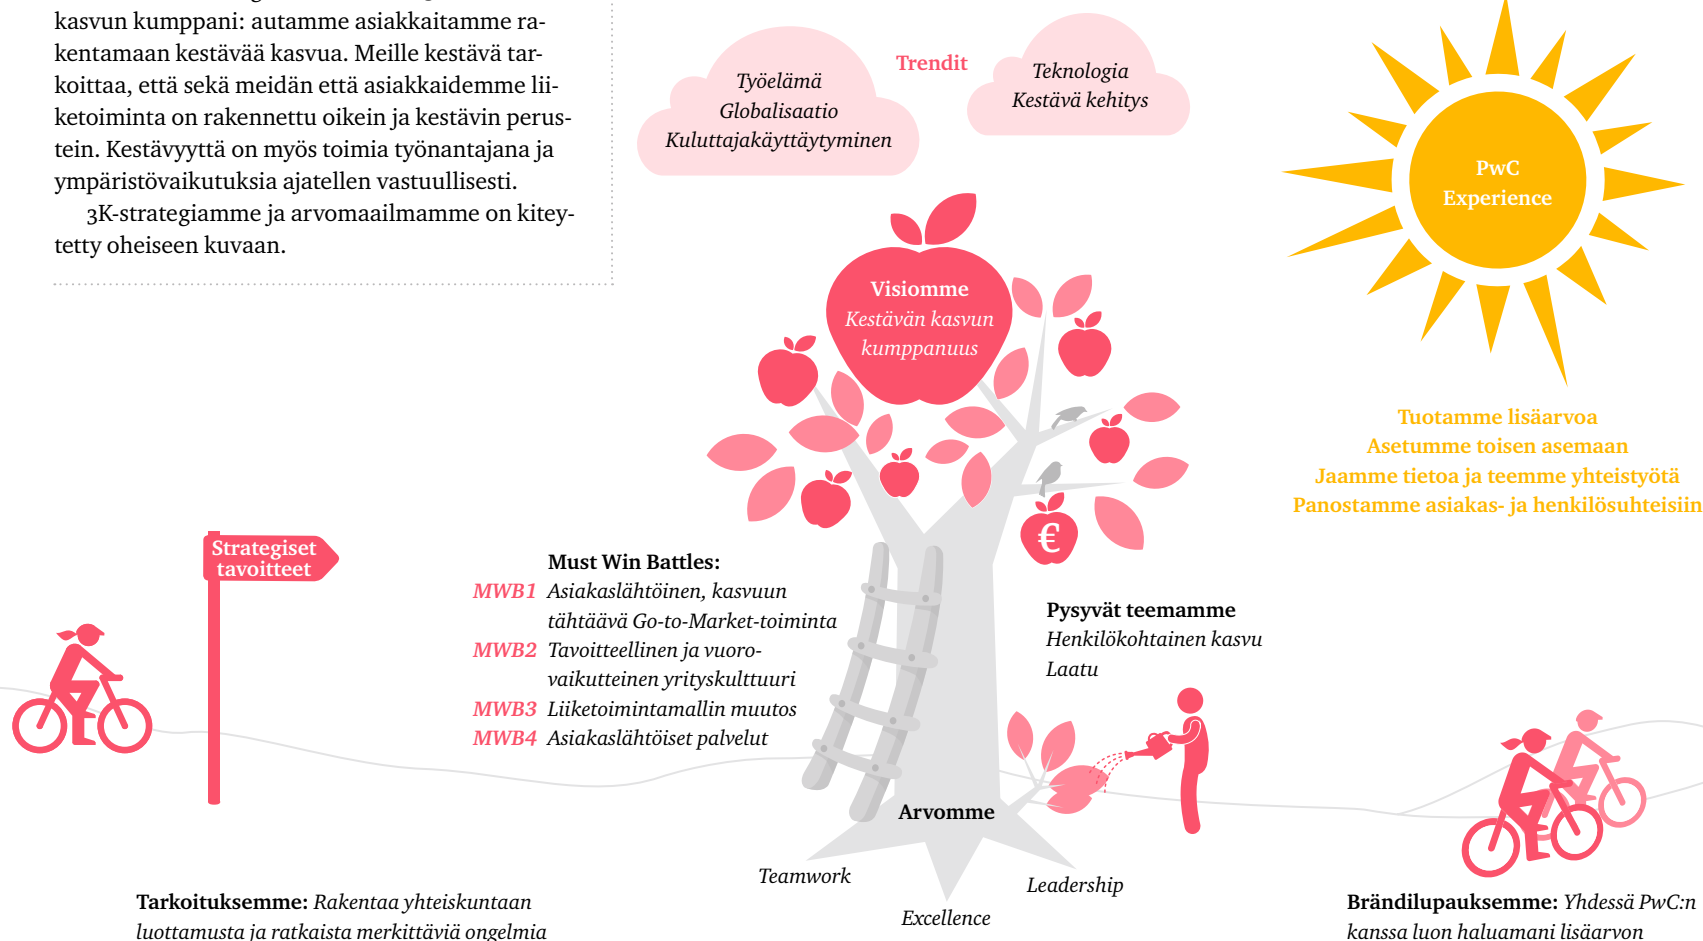 kasvun kumppani: autamme asiakkaitamme ra-
kentamaan kestävää kasvua. Meille kestävä tar-
koittaa, että sekä meidän että asiakkaidemme lii-
ketoiminta on rakennettu oikein ja kestävin perus-
tein. Kestävyyttä on myös toimia työnantajana ja
ympäristövaikutuksia ajatellen vastuullisesti.
3K-strategiamme ja arvomaailmamme on kitey-
tetty oheiseen kuvaan.
Trendit
Työelämä
Globalisaatio
Kuluttajakäyttäytyminen
Teknologia
Kestävä kehitys
PwC
Experience
Tuotamme lisäarvoa
Asetumme toisen asemaan
Jaamme tietoa ja teemme yhteistyötä
Panostamme asiakas- ja henkilösuhteisiin
Visiomme
Kestävän kasvun
kumppanuus
€
Strategiset
tavoitteet
Must Win Battles:
MWB1 Asiakaslähtöinen, kasvuun
tähtäävä Go-to-Market-toiminta
MWB2 Tavoitteellinen ja vuoro-
vaikutteinen yrityskulttuuri
MWB3 Liiketoimintamallin muutos
MWB4 Asiakaslähtöiset palvelut
Pysyvät teemamme
Henkilökohtainen kasvu
Laatu
Arvomme
Teamwork
Excellence
Leadership
Tarkoituksemme: Rakentaa yhteiskuntaan
luottamusta ja ratkaista merkittäviä ongelmia
Brändilupauksemme: Yhdessä PwC:n
kanssa luon haluamani lisäarvon